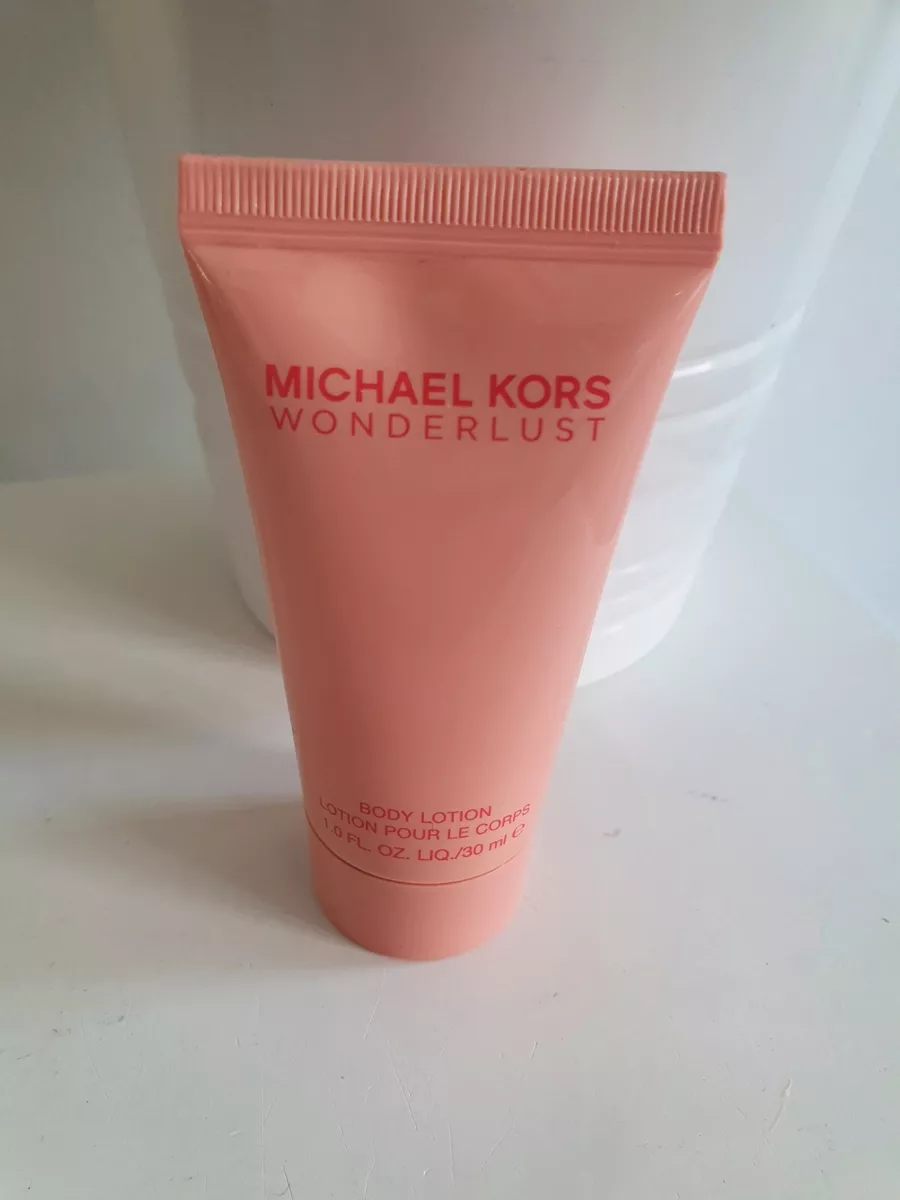 MICHAEL KORS
WONDERLUST
BODY LOTION
LOTION POUR LE CORPS
1.0 FL. OZ. LIQ./30 ml ℮